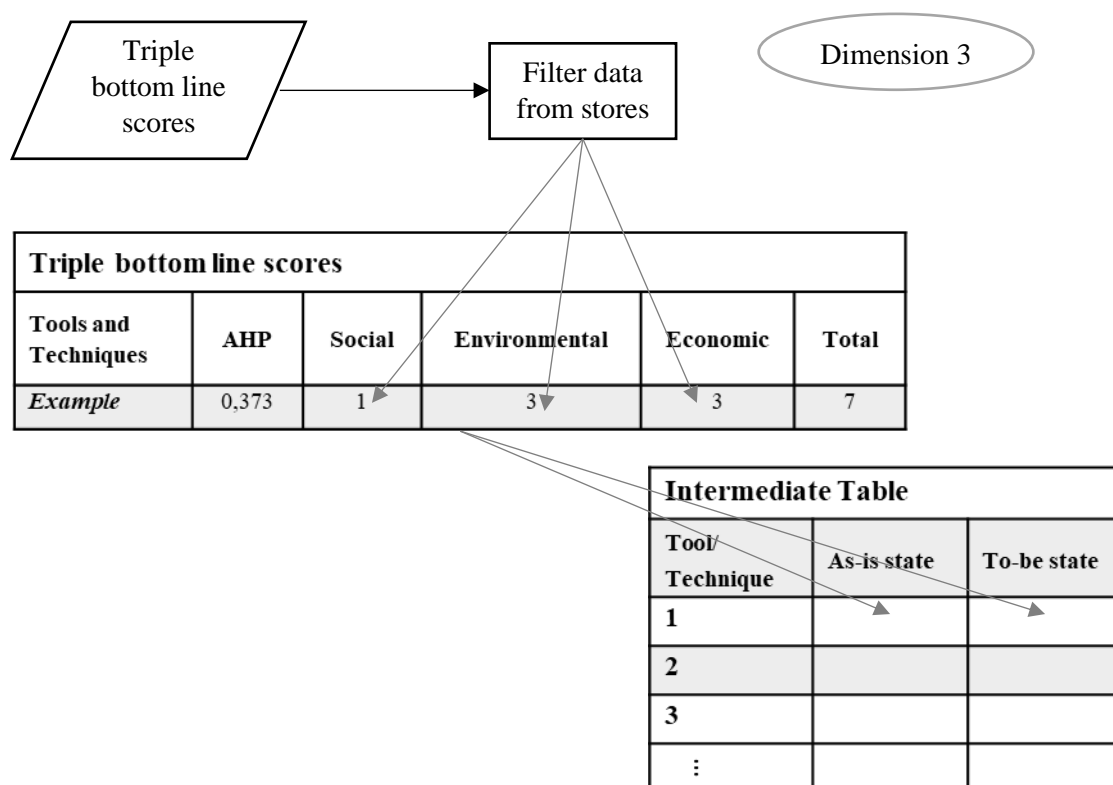 Triple
bottom line
scores
Filter data
from stores
Dimension 3
Triple bottom line scores
Tools and
Techniques
AHP
Social
Environmental
Economic
Total
Example
0,373
1
3
3
7
Intermediate Table
Tool/
Technique
As-is state
To-be state
1
2
3
⋮